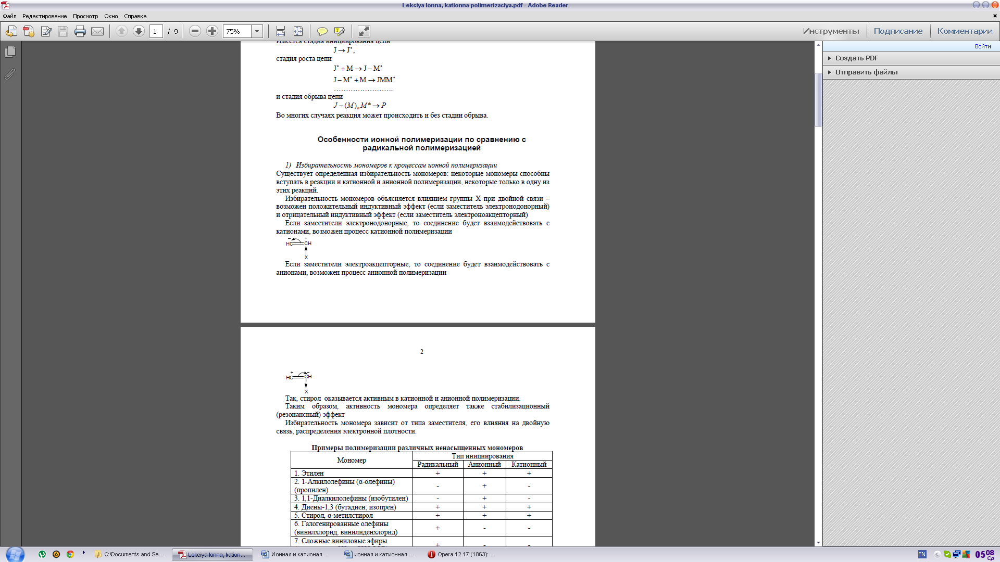 Lekciya Ionna, kationna polimerizaciya.pdf - Adobe Reader
Файл Редактирование Просмотр Окно Справка
1 / 9 75% Инструменты Подписание Комментарии
Войти
Создать PDF
Отправить файлы
Имеется стадия инициирования цепи
J → J*,
стадия роста цепи
J* + M → J – M*
J – M* + M → JMM*
……………………
и стадия обрыва цепи
J – (M)n M* → P
Во многих случаях реакция может происходить и без стадии обрыва.
Особенности ионной полимеризации по сравнению с
радикальной полимеризацией
1) Избирательность мономеров к процессам ионной полимеризации
Существует определенная избирательность мономеров: некоторые мономеры способны
вступать в реакции и катионной и анионной полимеризации, некоторые только в одну из
этих реакций.
Избирательность мономеров объясняется влиянием группы X при двойной связи –
возможен положительный индуктивный эффект (если заместитель электронодонорный)
и отрицательный индуктивный эффект (если заместитель электроноакцепторный)
Если заместители электронодонорные, то соединение будет взаимодействовать с
катионами, возможен процесс катионной полимеризации
– +
HC CH
X
Если заместители электроакцепторные, то соединение будет взаимодействовать с
анионами, возможен процесс анионной полимеризации
2
+ –
HC CH
X
Так, стирол оказывается активным в катионной и анионной полимеризации.
Таким образом, активность мономера определяет также стабилизационный
(резонансный) эффект
Избирательность мономера зависит от типа заместителя, его влияния на двойную
связь, распределения электронной плотности.
Примеры полимеризации различных ненасыщенных мономеров
Мономер Тип инициирования
Радикальный Анионный Катионный
1. Этилен + + +
2. 1-Алкилолефины (α-олефины)
(пропилен) - + -
3. 1,1-Диалкилолефины (изобутилен) - + -
4. Диены-1,3 (бутадиен, изопрен) + + +
5. Стирол, α-метилстирол + + +
6. Галогенированные олефины
(винилхлорид, винилиденхлорид) + - -
7. Сложные виниловые эфиры
+ - -
C:\Documents and Se... Lekciya Ionna, kation... Ионная и катионая ... ионная и катионная ... Opera 12.17 (1863): ... EN 05 08 Ср